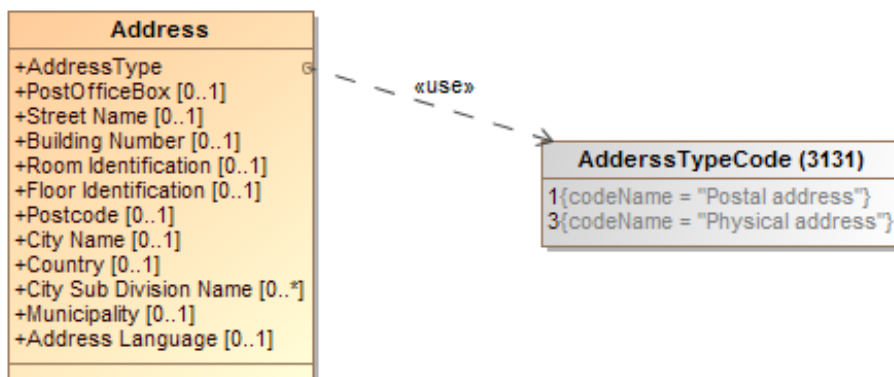 Address
+AddressType
+PostOfficeBox [0..1]
+Street Name [0..1]
+Building Number [0..1]
+Room Identification [0..1]
+Floor Identification [0..1]
+Postcode [0..1]
+City Name [0..1]
+Country [0..1]
+City Sub Division Name [0..*]
+Municipality [0..1]
+Address Language [0..1]
«use»
AdderssTypeCode (3131)
1{codeName = "Postal address"}
3{codeName = "Physical address"}